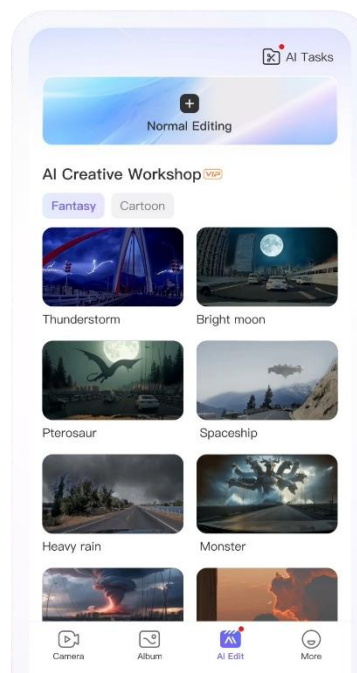 AI Tasks
Normal Editing
AI Creative Workshop VIP
Fantasy Cartoon
Thunderstorm Bright moon
Pterosaur Spaceship
Heavy rain Monster
Camera Album AI Edit More